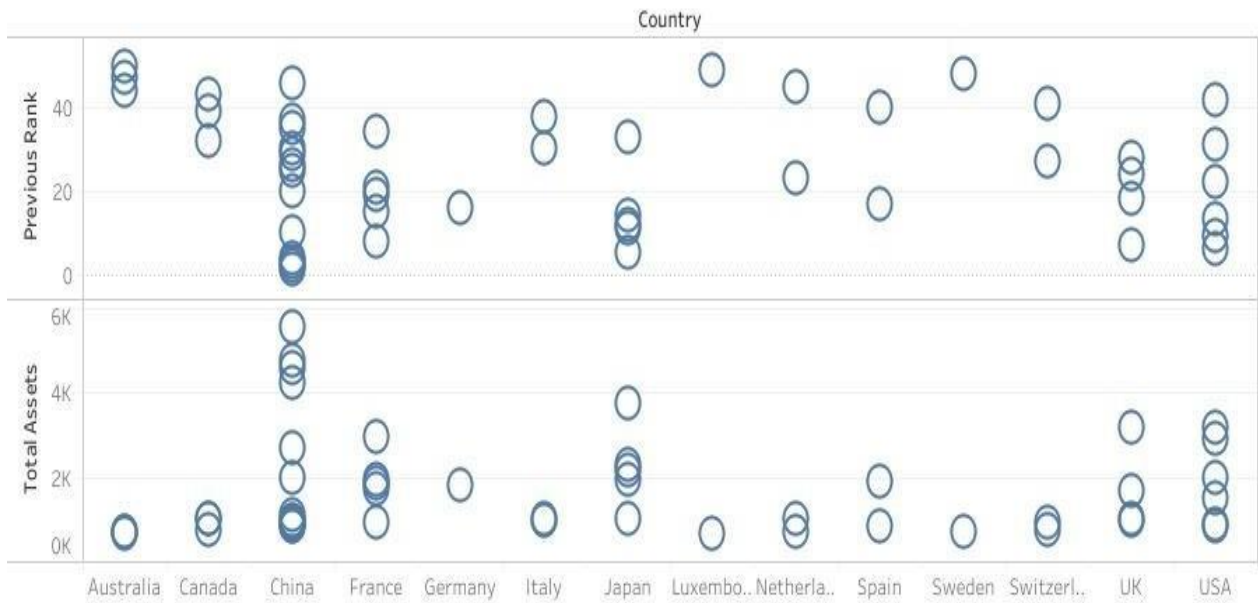 Country
Previous Rank
40
20
0
Total Assets
6K
4K
2K
0K
Australia Canada China France Germany Italy Japan Luxembo.. Netherla.. Spain Sweden Switzerl.. UK USA